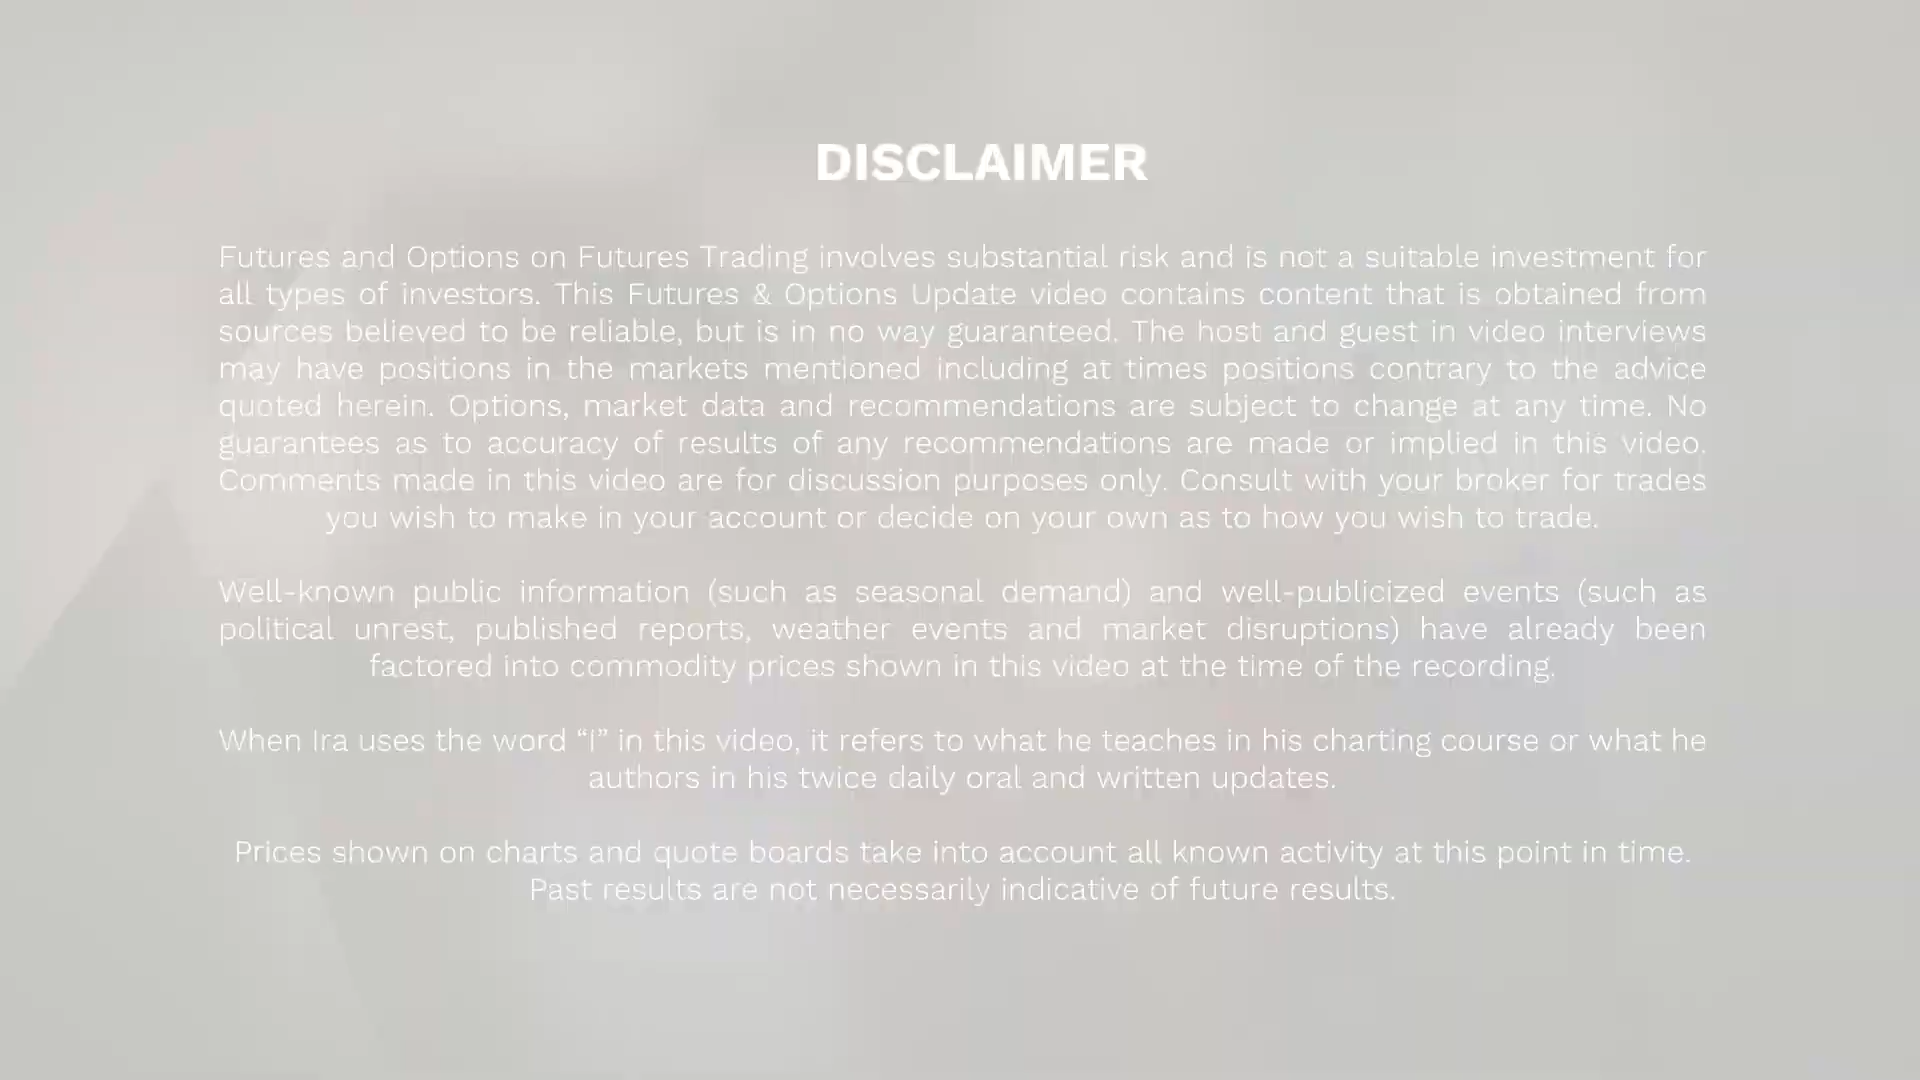 DISCLAIMER
Futures and Options on Futures Trading involves substantial risk and is not a suitable investment for
all types of investors. This Futures & Options Update video contains content that is obtained from
sources believed to be reliable, but is in no way guaranteed. The host and guest in video interviews
may have positions in the markets mentioned including at times positions contrary to the advice
quoted herein. Options, market data and recommendations are subject to change at any time. No
guarantees as to accuracy of results of any recommendations are made or implied in this video.
Comments made in this video are for discussion purposes only. Consult with your broker for trades
you wish to make in your account or decide on your own as to how you wish to trade.
Well-known public information (such as seasonal demand) and well-publicized events (such as
political unrest, published reports, weather events and market disruptions) have already been
factored into commodity prices shown in this video at the time of the recording.
When Ira uses the word “I” in this video, it refers to what he teaches in his charting course or what he
authors in his twice daily oral and written updates.
Prices shown on charts and quote boards take into account all known activity at this point in time.
Past results are not necessarily indicative of future results.